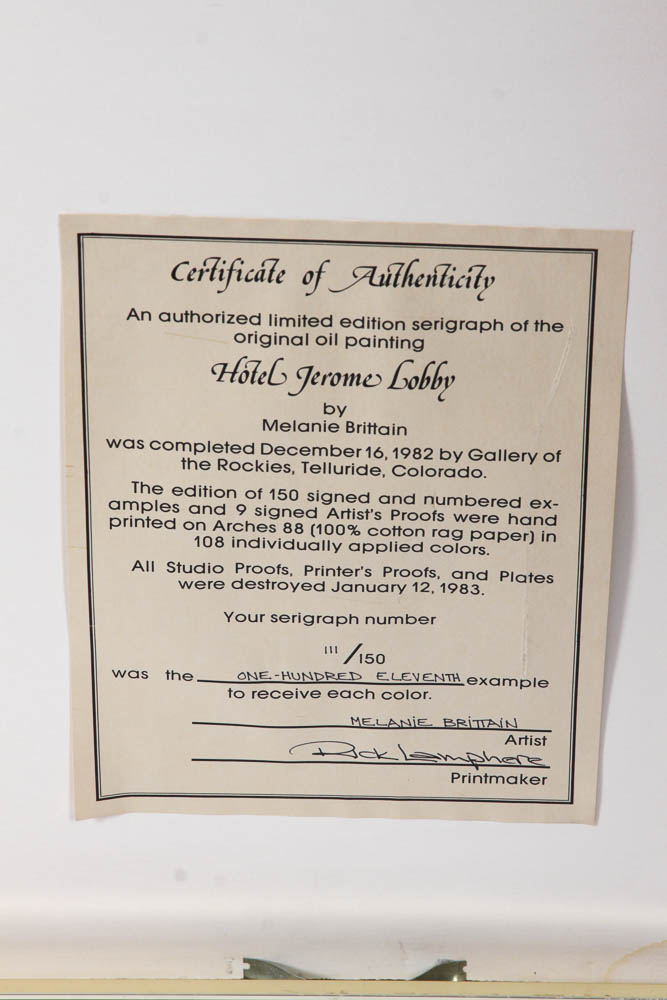 Certificate of Authenticity
An authorized limited edition serigraph of the
original oil painting
Hotel Jerome Lobby
by
Melanie Brittain
was completed December 16, 1982 by Gallery of
the Rockies, Telluride, Colorado.
The edition of 150 signed and numbered ex-
amples and 9 signed Artist's Proofs were hand
printed on Arches 88 (100% cotton rag paper) in
108 individually applied colors.
All Studio Proofs, Printer's Proofs, and Plates
were destroyed January 12, 1983.
Your serigraph number
111/150
was the ONE-HUNDRED ELEVENTH example
to receive each color.
MELANIE BRITTAIN
Artist
Rick Lamphere
Printmaker